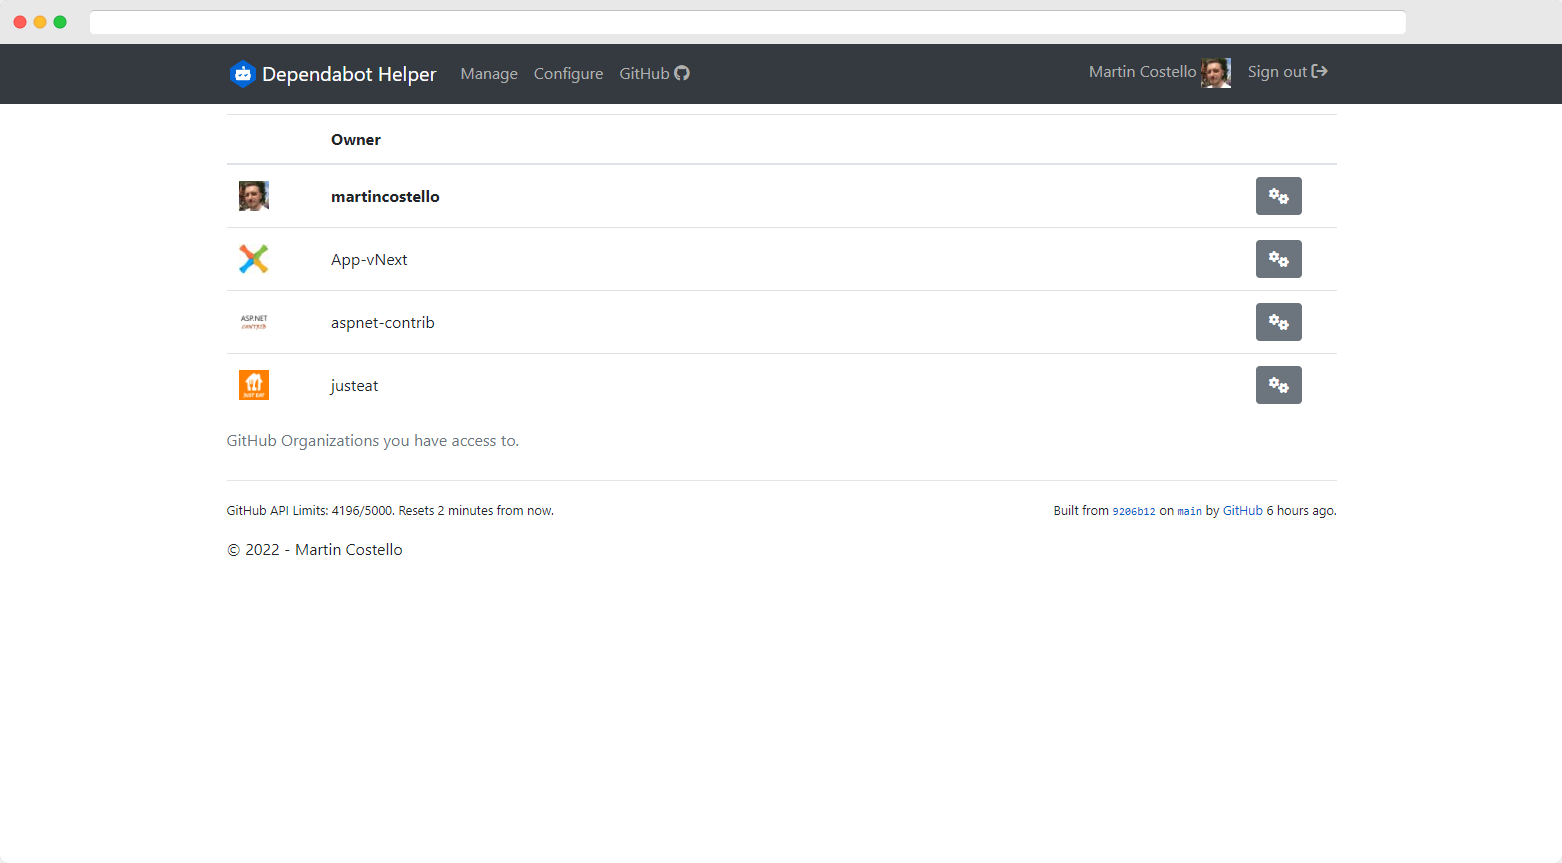 Dependabot Helper Manage Configure GitHub Martin Costello Sign out
Owner
martincostello
App-vNext
ASP.NET
CONTRIB
aspnet-contrib
JUST EAT
justeat
GitHub Organizations you have access to.
GitHub API Limits: 4196/5000. Resets 2 minutes from now. Built from 9206b12 on main by GitHub 6 hours ago.
© 2022 - Martin Costello